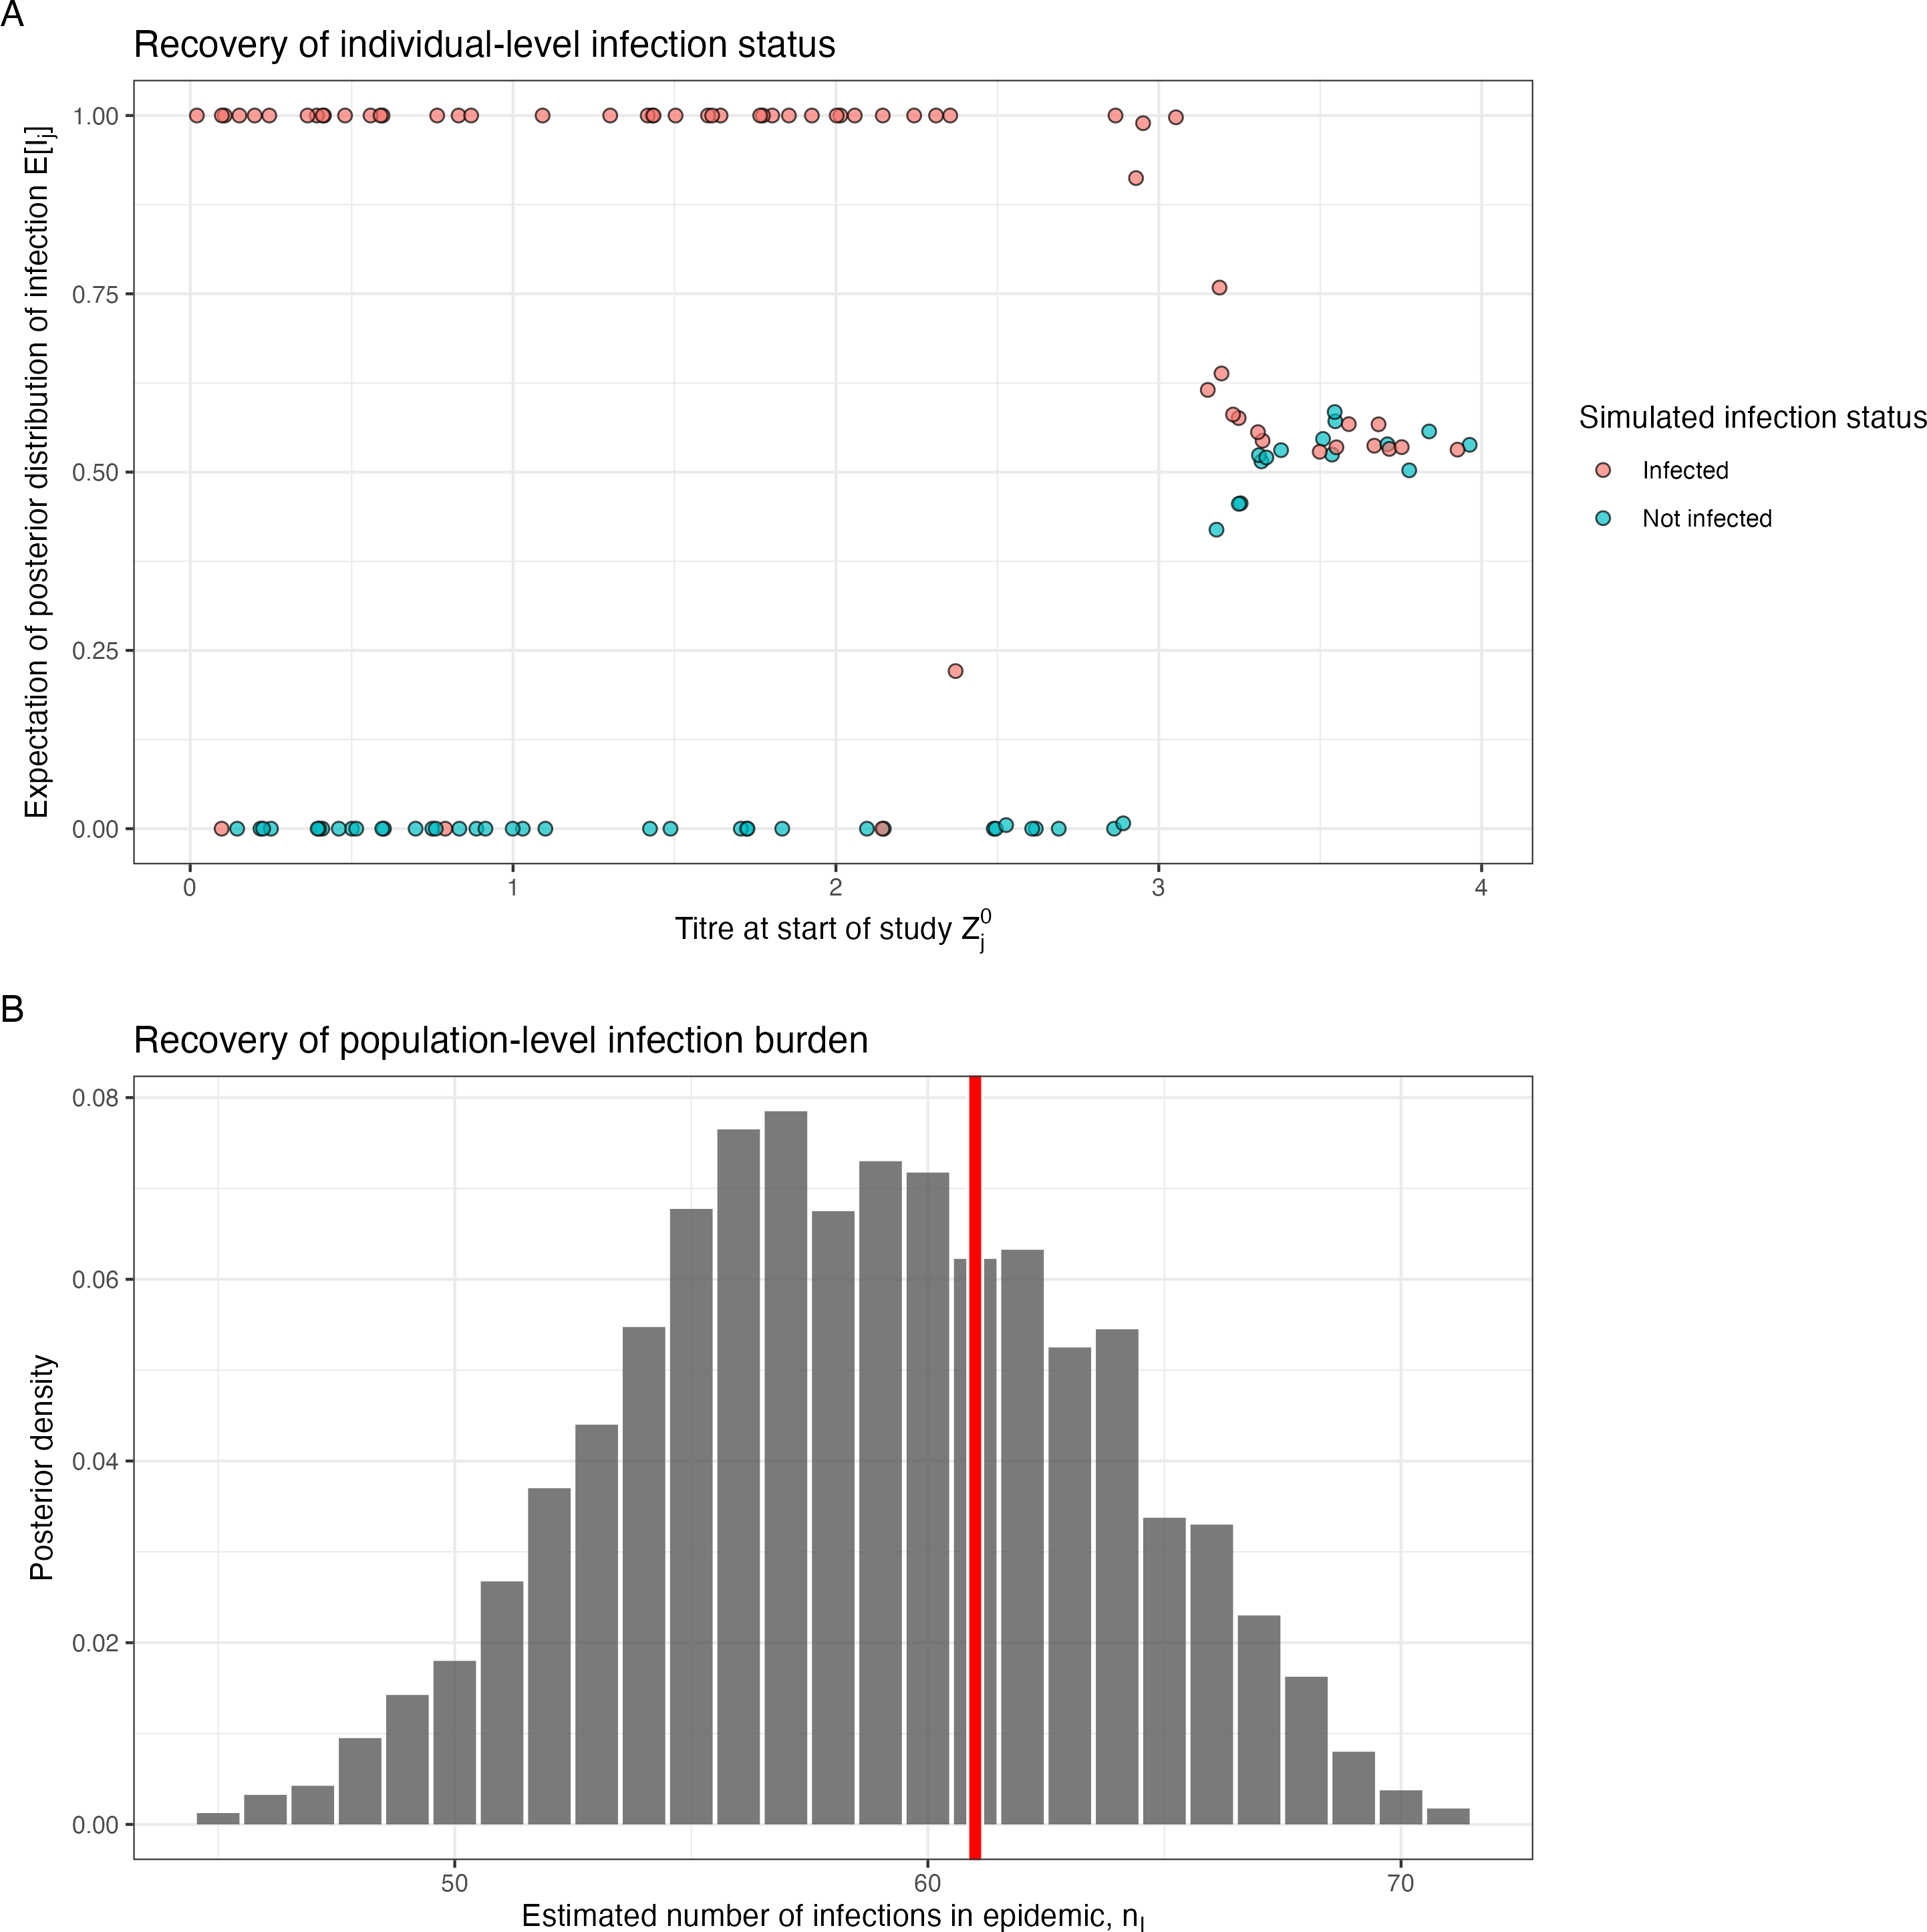 A
Recovery of individual-level infection status
Expectation of posterior distribution of infection E[Ij]
1.00
0.75
0.50
0.25
0.00
0 1 2 3 4
Titre at start of study Zj0
Simulated infection status
Infected
Not infected
B
Recovery of population-level infection burden
Posterior density
0.08
0.06
0.04
0.02
0.00
50 60 70
Estimated number of infections in epidemic, nI